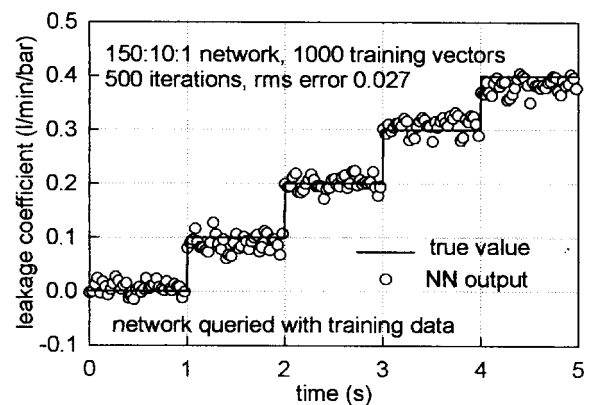 0.5
150:10:1 network, 1000 training vectors
500 iterations, rms error 0.027
0.4
0.3
0.2
0.1
0.0
-0.1
leakage coefficient (l/min/bar)
true value
NN output
network queried with training data
0 1 2 3 4 5
time (s)